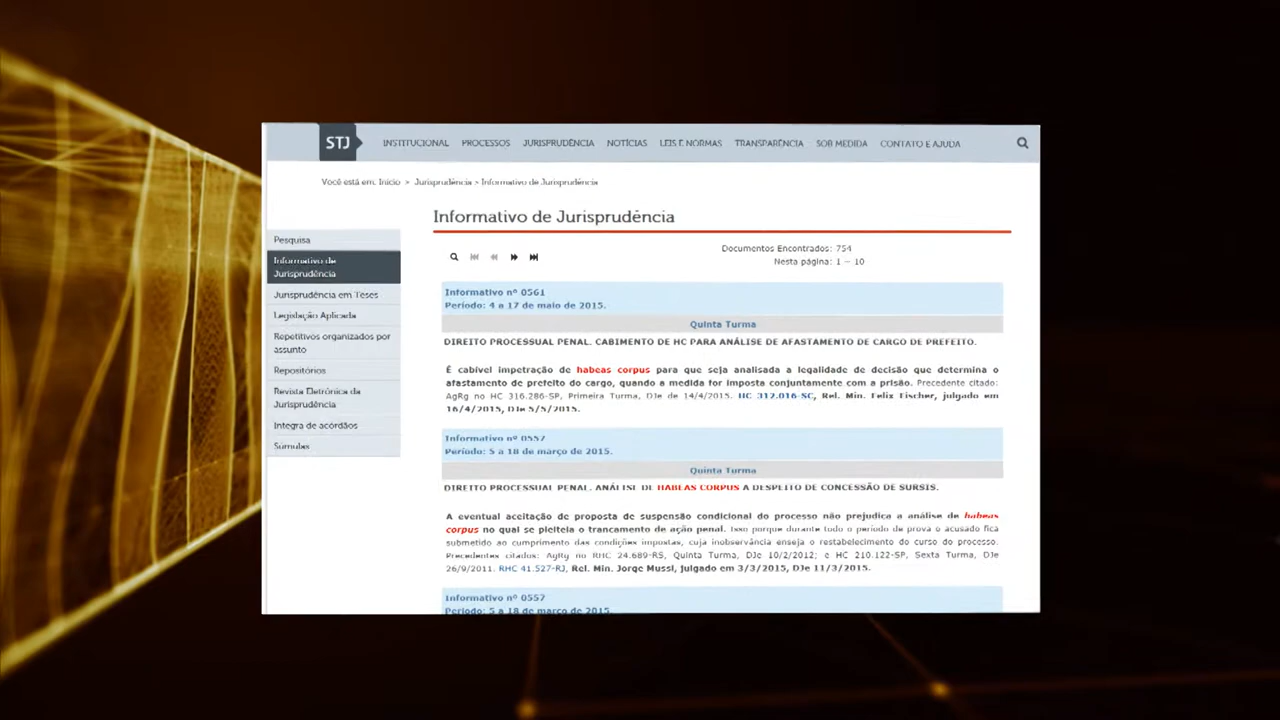 STJ
INSTITUCIONAL PROCESSOS JURISPRUDÊNCIA NOTÍCIAS LEIS E NORMAS TRANSPARÊNCIA SOB MEDIDA CONTATO E AJUDA
Você está em: Início > Jurisprudência > Informativo de Jurisprudência
Informativo de Jurisprudência
Pesquisa
Informativo de
Jurisprudência
Jurisprudência em Teses
Legislação Aplicada
Repetitivos organizados por
assunto
Repositórios
Revista Eletrônica da
Jurisprudência
Íntegra de acórdãos
Súmulas
Documentos Encontrados: 754
Nesta página: 1 - 10
Informativo nº 0561
Período: 4 a 17 de maio de 2015.
Quinta Turma
DIREITO PROCESSUAL PENAL. CABIMENTO DE HC PARA ANÁLISE DE AFASTAMENTO DE CARGO DE PREFEITO.
É cabível impetração de habeas corpus para que seja analisada a legalidade de decisão que determina o
afastamento de prefeito do cargo, quando a medida for imposta conjuntamente com a prisão. Precedente citado:
AgRg no HC 316.286-SP, Primeira Turma, DJe de 14/4/2015. HC 312.016-SC, Rel. Min. Felix Fischer, julgado em
16/4/2015, DJe 5/5/2015.
Informativo nº 0557
Período: 5 a 18 de março de 2015.
Quinta Turma
DIREITO PROCESSUAL PENAL. ANÁLISE DE HABEAS CORPUS A DESPEITO DE CONCESSÃO DE SURSIS.
A eventual aceitação de proposta de suspensão condicional do processo não prejudica a análise de habeas
corpus no qual se pleiteia o trancamento de ação penal. Isso porque durante todo o período de prova o acusado fica
submetido ao cumprimento das condições impostas, cuja inobservância enseja o restabelecimento do curso do processo.
Precedentes citados: AgRg no RHC 24.689-RS, Quinta Turma, DJe 10/2/2012; e HC 210.122-SP, Sexta Turma, DJe
26/9/2011. RHC 41.527-RJ, Rel. Min. Jorge Mussi, julgado em 3/3/2015, DJe 11/3/2015.
Informativo nº 0557
Período: 5 a 18 de março de 2015.